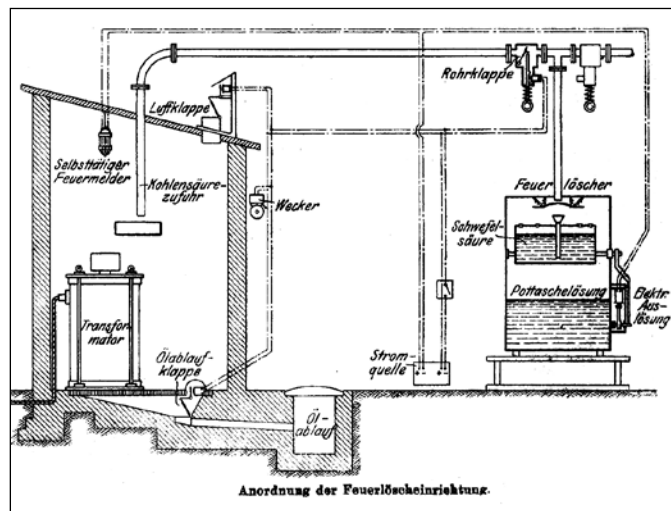 Rohrklappe
Luftklappe
Selbsttätiger
Feuermelder
Kohlensäure-
zufuhr
Wecker
Feuer löscher
Schwefel-
säure
Pottaschelösung
Elektr.
Aus-
lösung
Transfor-
mator
Ölablauf-
klappe
Strom-
quelle
Öl-
ablauf
Anordnung der Feuerlöscheinrichtung.